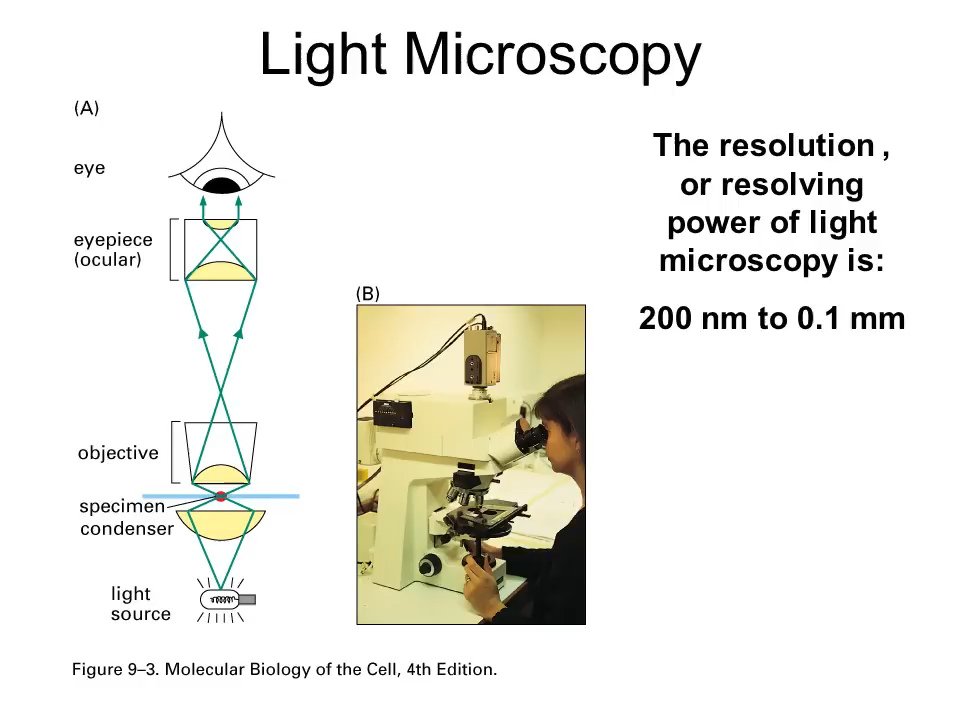 Light Microscopy
(A)
eye
eyepiece
(ocular)
objective
specimen
condenser
light
source
(B)
The resolution ,
or resolving
power of light
microscopy is:
200 nm to 0.1 mm
Figure 9–3. Molecular Biology of the Cell, 4th Edition.